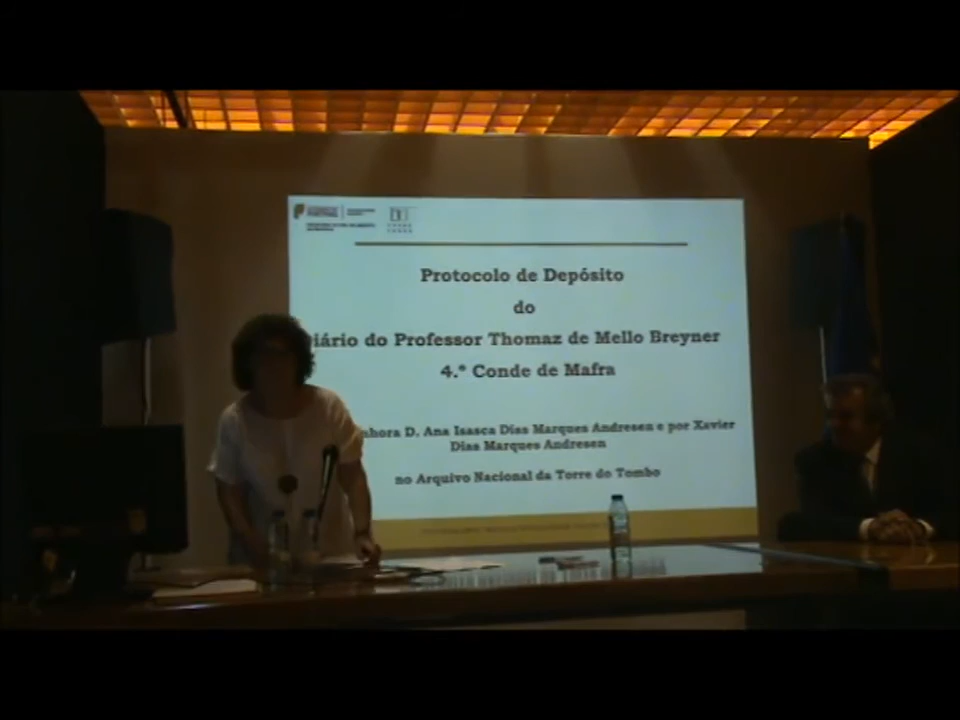 Protocolo de Depósito
do
iário do Professor Thomaz de Mello Breyner
4.º Conde de Mafra
nhora D. Ana Isasca Dias Marques Andresen e por Xavier
Dias Marques Andresen
no Arquivo Nacional da Torre do Tombo